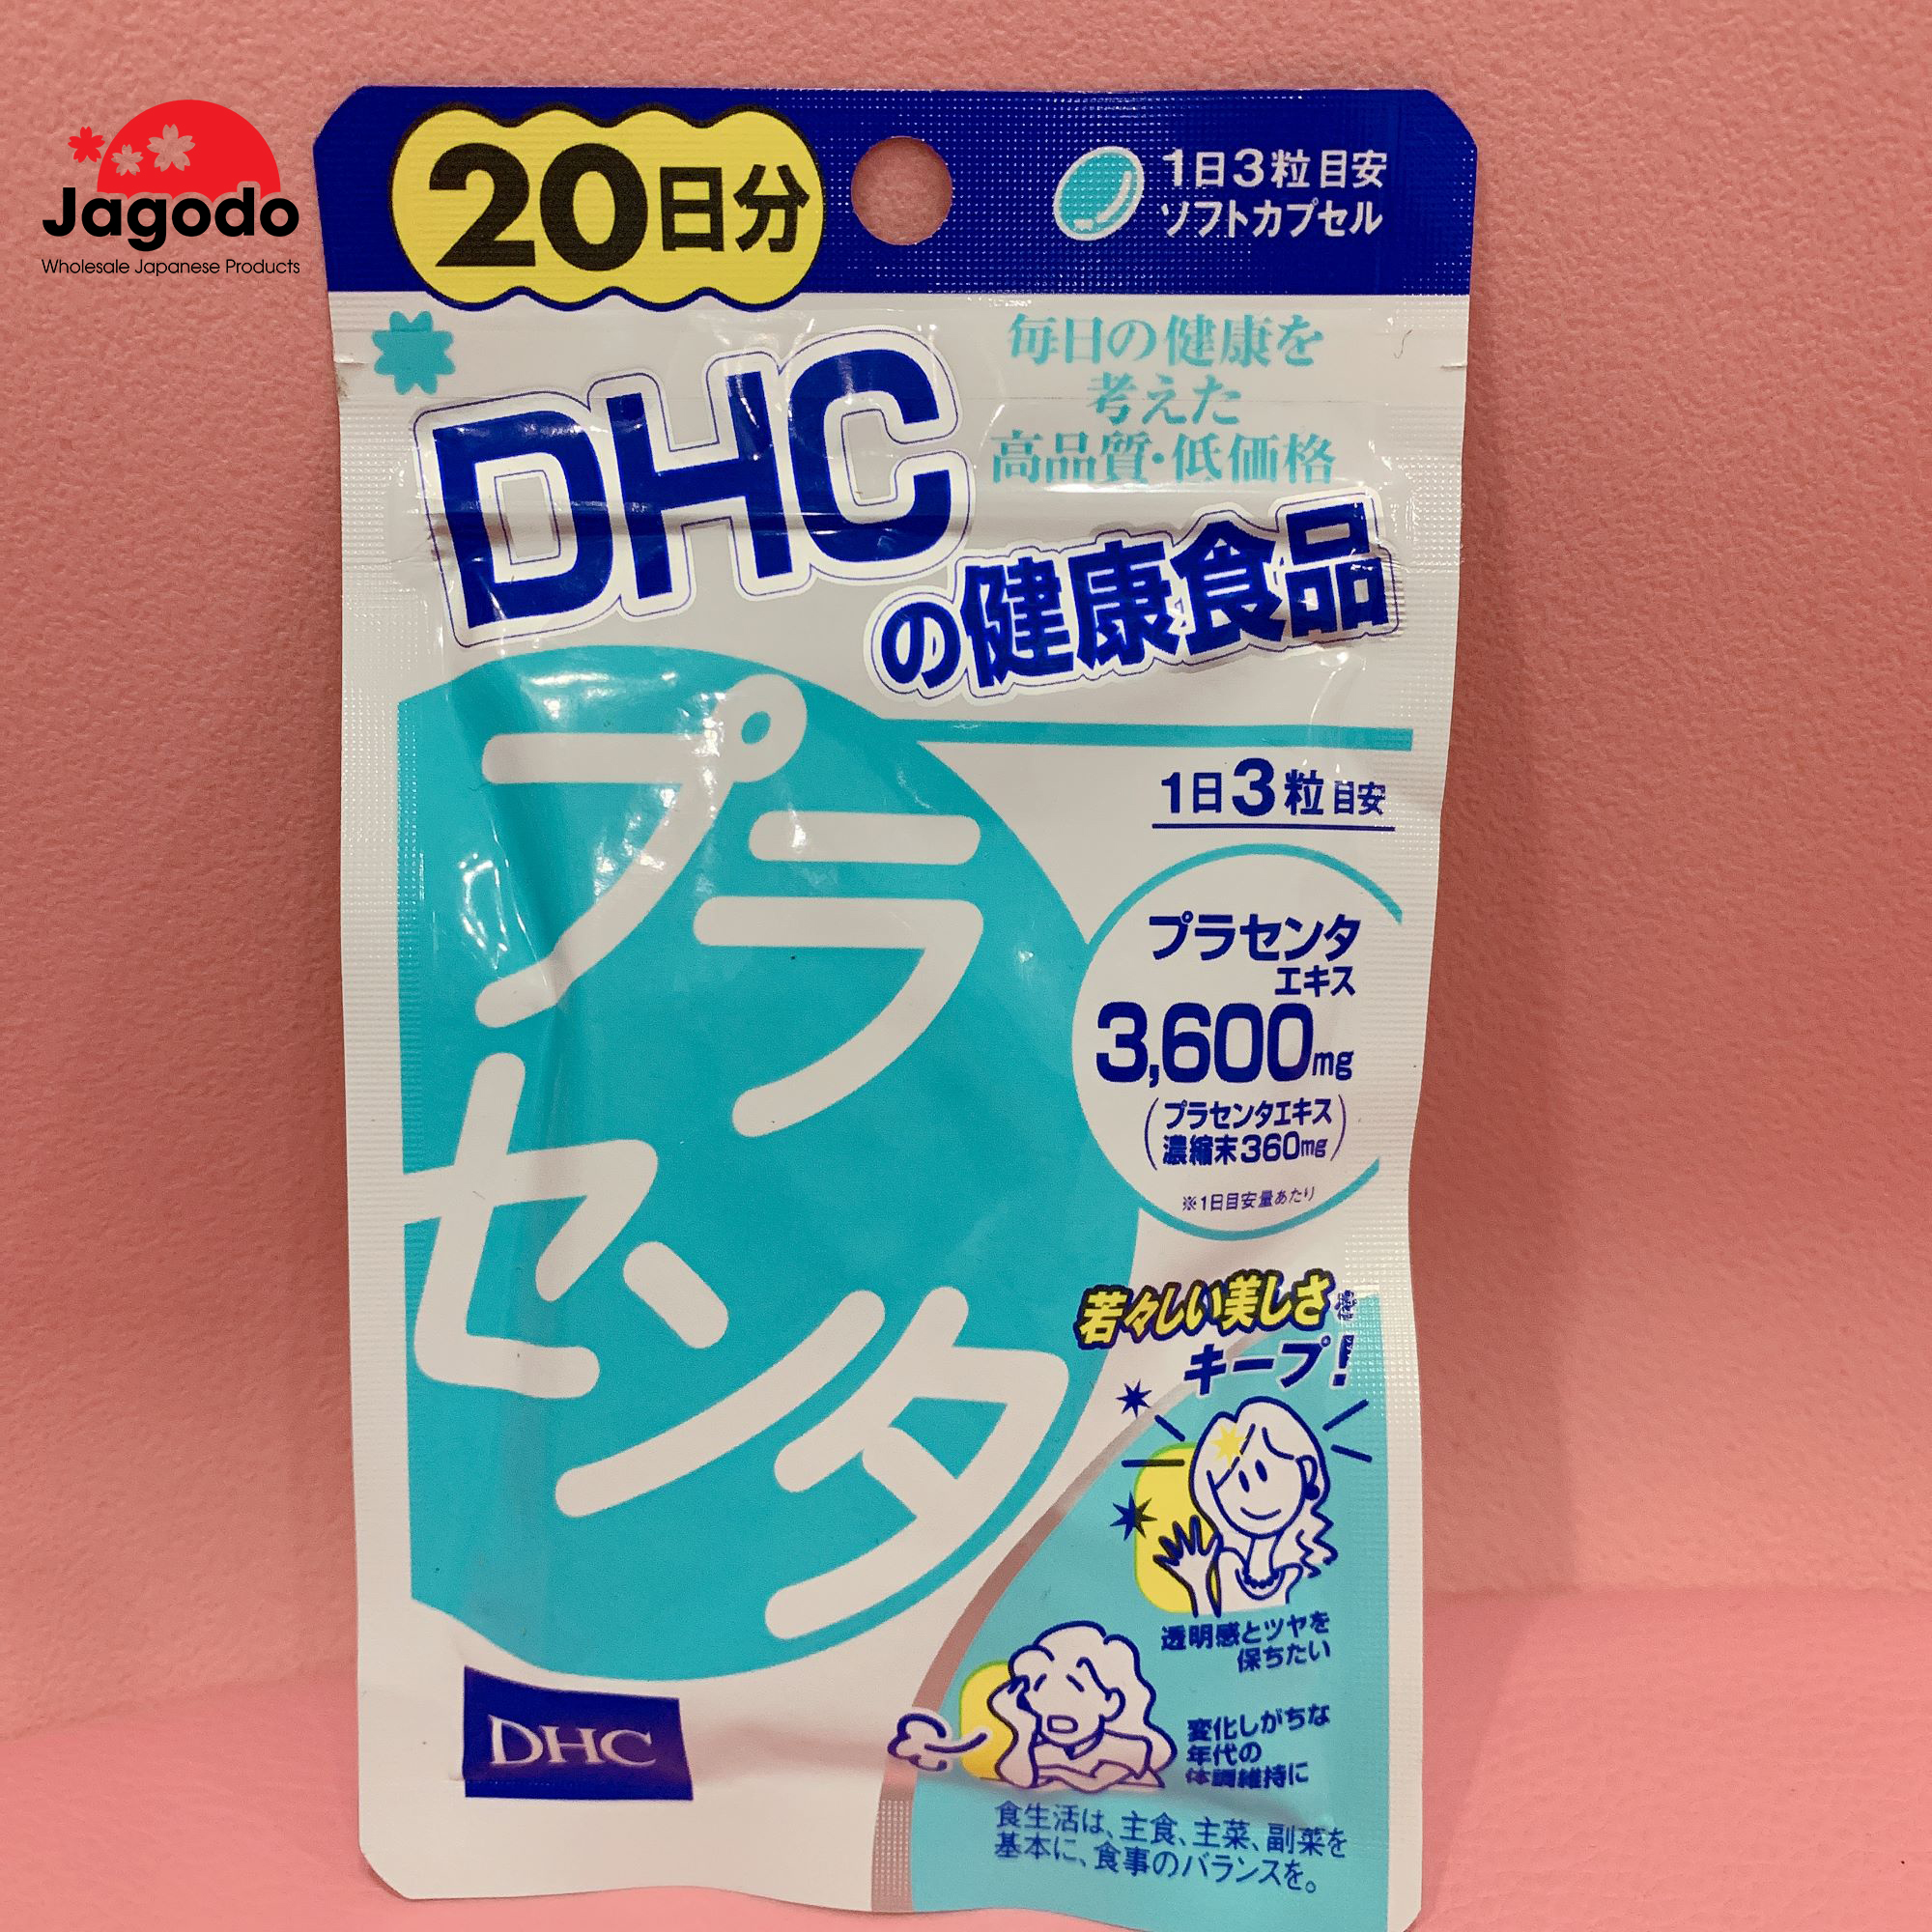 Jagodo
Wholesale Japanese Products
20日分
1日3粒目安
ソフトカプセル
毎日の健康を
考えた
高品質・低価格
DHC
の健康食品
プラ
センタ
1日3粒目安
プラセンタ
エキス
3,600mg
(プラセンタエキス
濃縮末360mg)
※1日目安量あたり
若々しい美しさを
キープ!
透明感とツヤを
保ちたい
変化しがちな
年代の
体調維持に
DHC
食生活は、主食、主菜、副菜を
基本に、食事のバランスを。